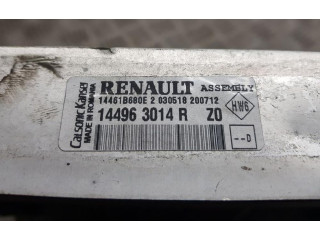 Calsonic Kansei
MADE IN ROMANIA
RENAULT ASSEMBLY
14461B680E 2 030518 200712
HW6
14496 3014 R Z0
--D